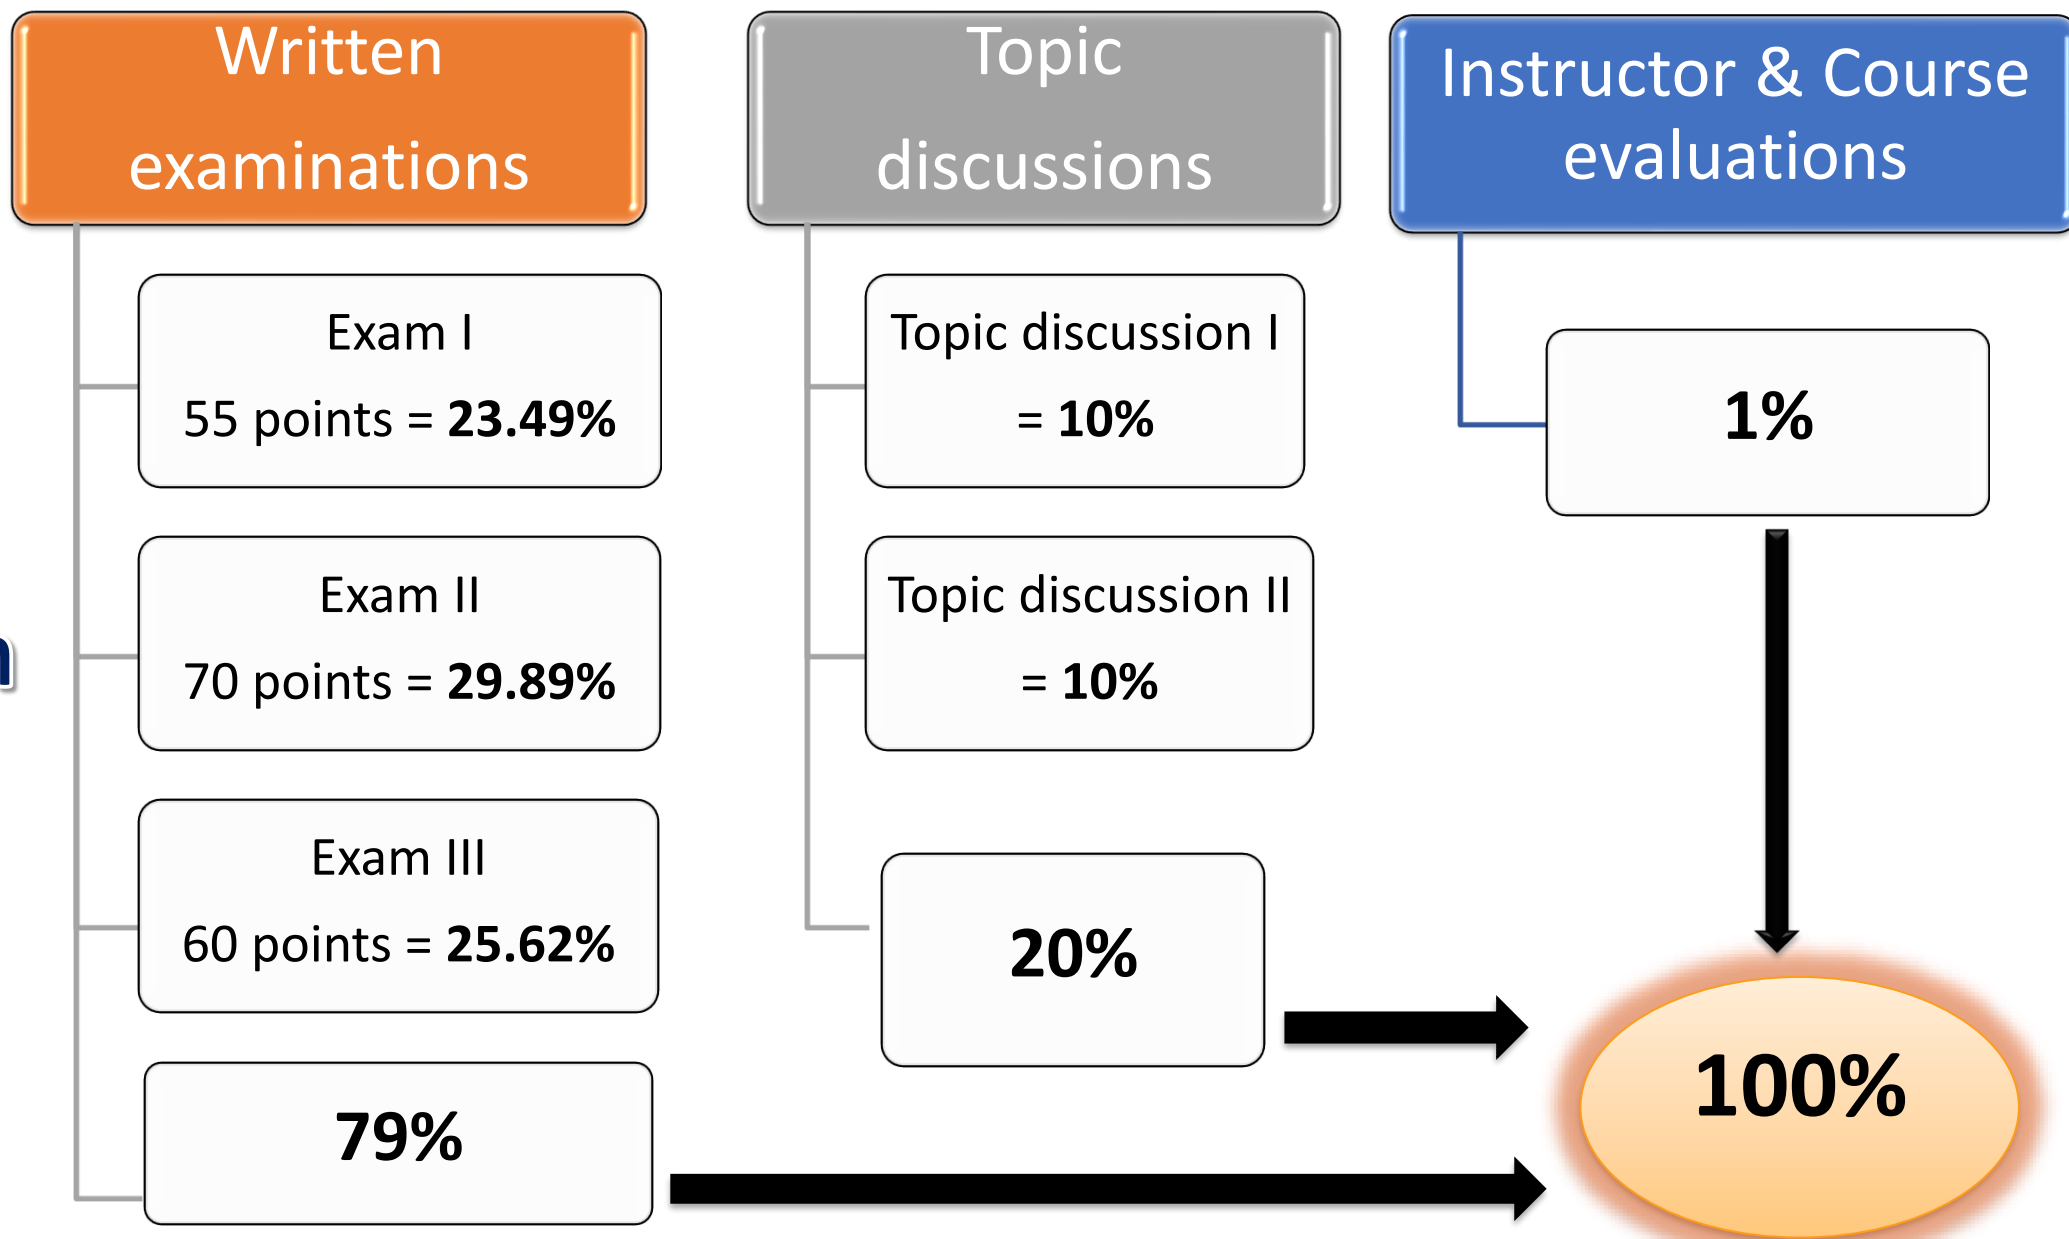 Written
examinations
Exam I
55 points = 23.49%
Exam II
70 points = 29.89%
Exam III
60 points = 25.62%
79%
Topic
discussions
Topic discussion I
= 10%
Topic discussion II
= 10%
20%
Instructor & Course
evaluations
1%
100%